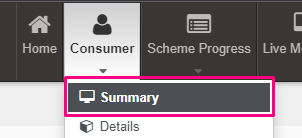 Home
Consumer
Scheme Progress
Live M
Summary
Details